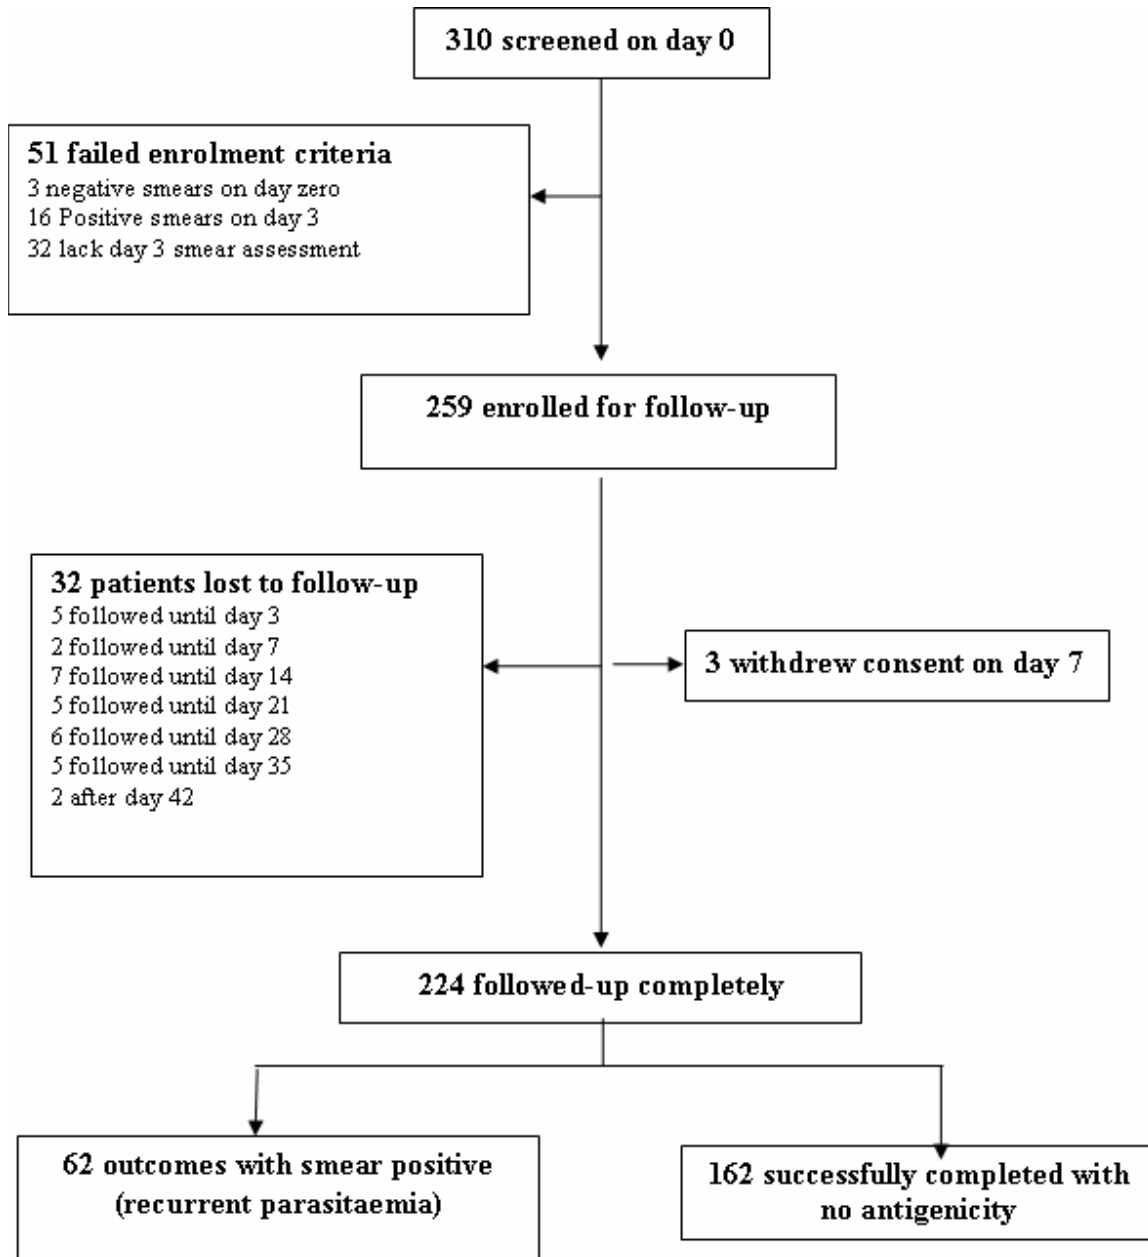 310 screened on day 0
51 failed enrolment criteria
3 negative smears on day zero
16 Positive smears on day 3
32 lack day 3 smear assessment
259 enrolled for follow-up
32 patients lost to follow-up
5 followed until day 3
2 followed until day 7
7 followed until day 14
5 followed until day 21
6 followed until day 28
5 followed until day 35
2 after day 42
3 withdrew consent on day 7
224 followed-up completely
62 outcomes with smear positive
(recurrent parasitaemia)
162 successfully completed with
no antigenicity